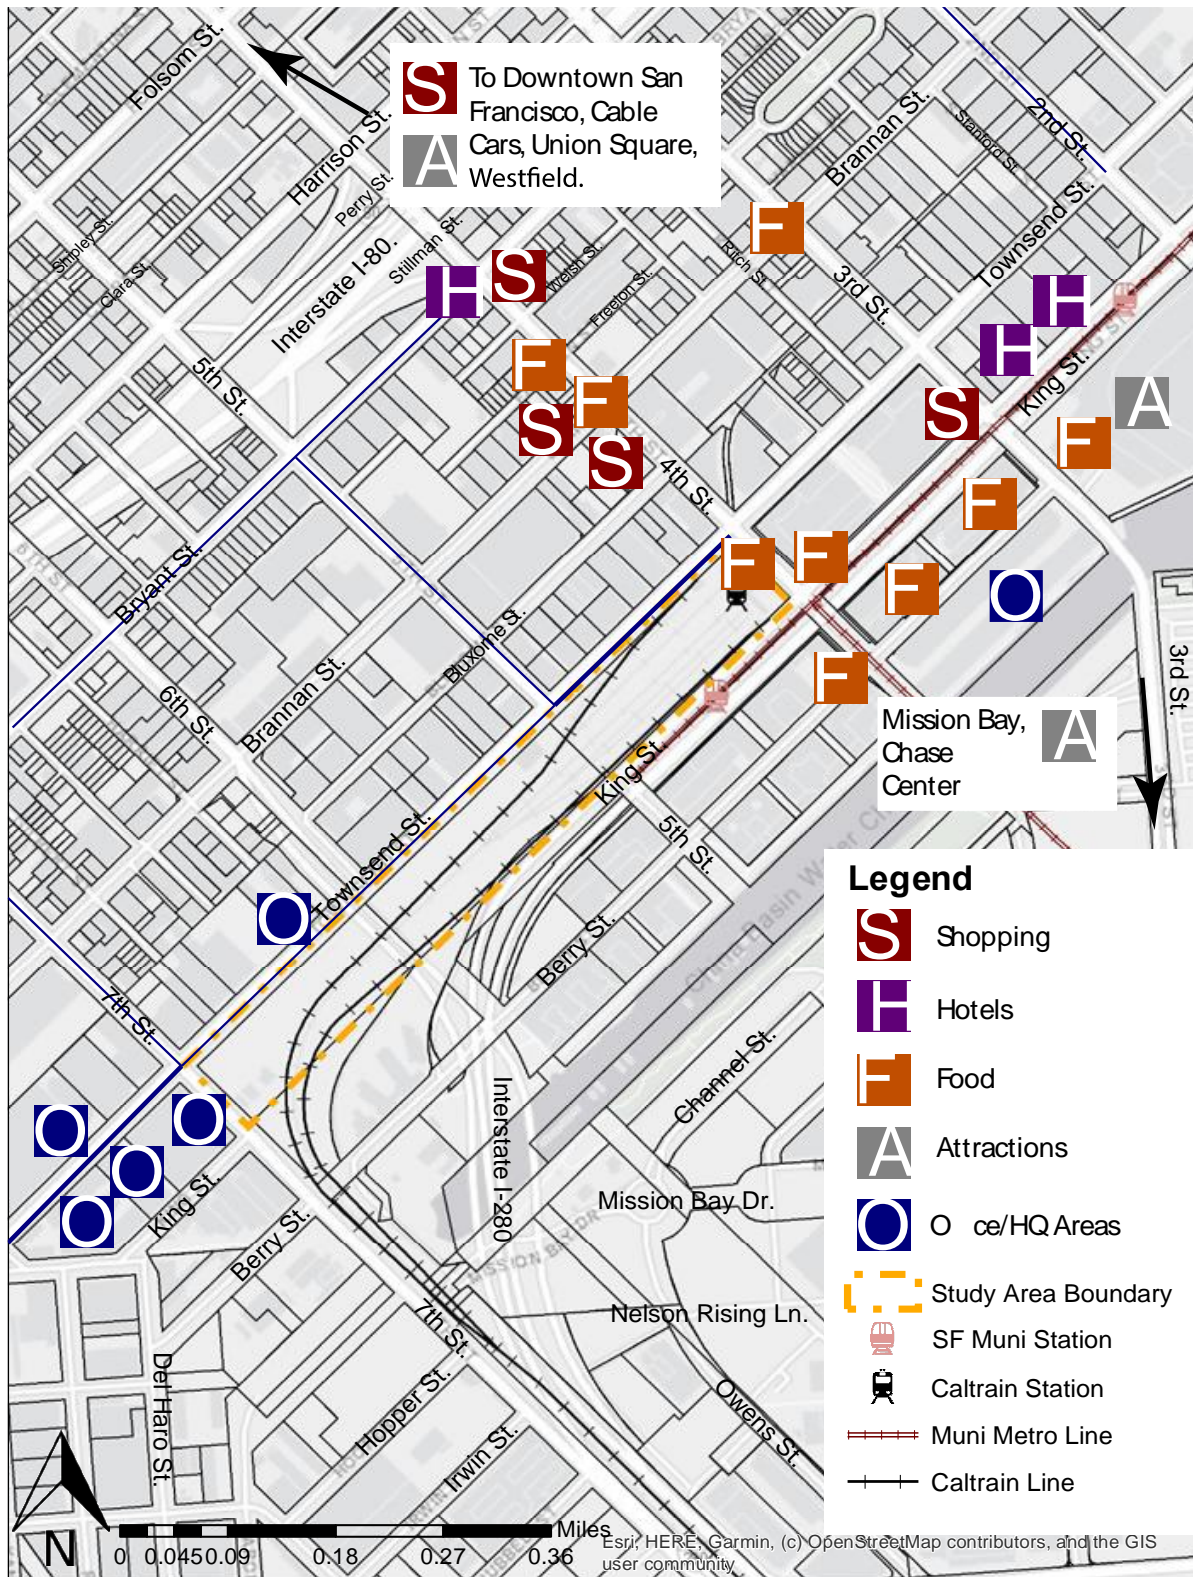 Folsom St.
Harrison St.
S To Downtown San
Francisco, Cable
A Cars, Union Square,
Westfield.
Brannan St.
Stanford St.
2nd St.
Townsend St.
Perry St.
Shipley St.
Clara St.
Interstate I-80.
Stillman St.
Welsh St.
Freelon St.
Ritch St.
3rd St.
F
H
S
H
H
F
F
S
S
S
F
A
King St.
5th St.
4th St.
F
F
F
F
O
F
Bryant St.
6TH ST
Bluxome St.
6th St.
Brannan St.
3rd St.
Mission Bay,
Chase
Center
A
King St.
5th St.
Townsend St.
O
Berry St.
7th St.
O
O
O
O
King St.
Berry St.
Interstate I-280
Channel St.
Mission Bay Dr.
MISSION BAY DR
Nelson Rising Ln.
7th St.
Del Haro St.
Hopper St.
Irwin St.
Owens St.
Legend
S Shopping
H Hotels
F Food
A Attractions
O O ce/HQ Areas
Study Area Boundary
SF Muni Station
Caltrain Station
Muni Metro Line
Caltrain Line
N
0 0.045 0.09 0.18 0.27 0.36 Miles
Esri, HERE, Garmin, (c) OpenStreetMap contributors, and the GIS
user community